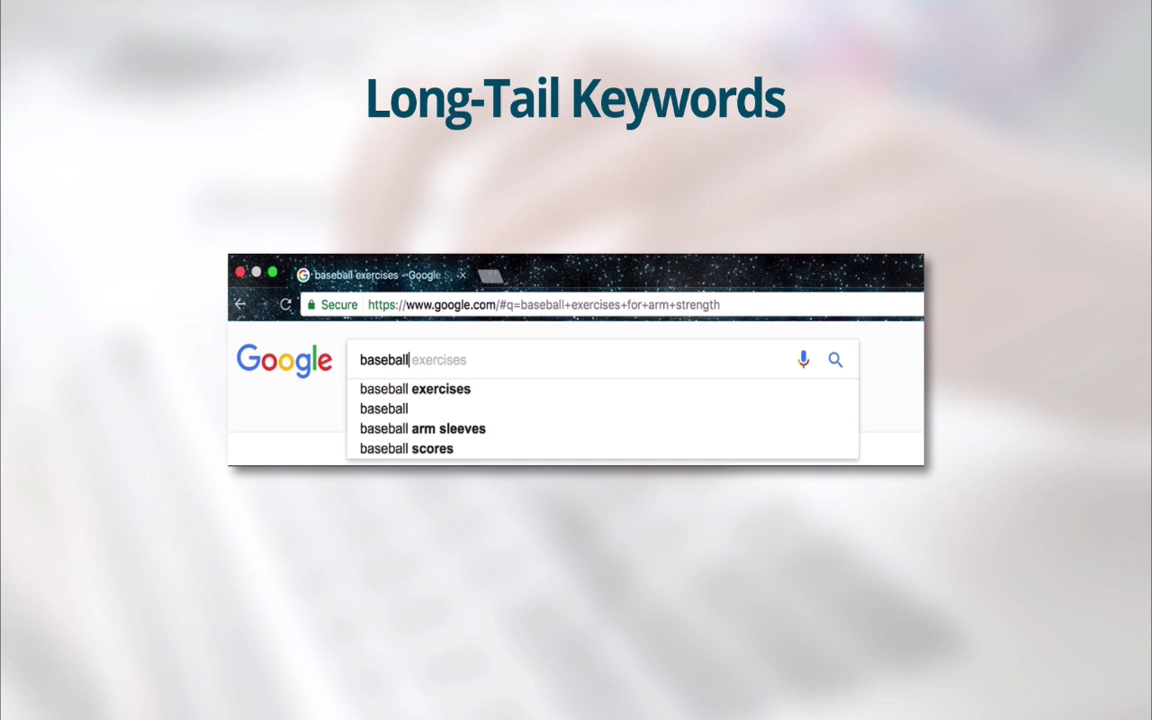 Long-Tail Keywords
baseball exercises - Google
Secure https://www.google.com/#q=baseball+exercises+for+arm+strength
Google
baseball exercises
baseball exercises
baseball
baseball arm sleeves
baseball scores